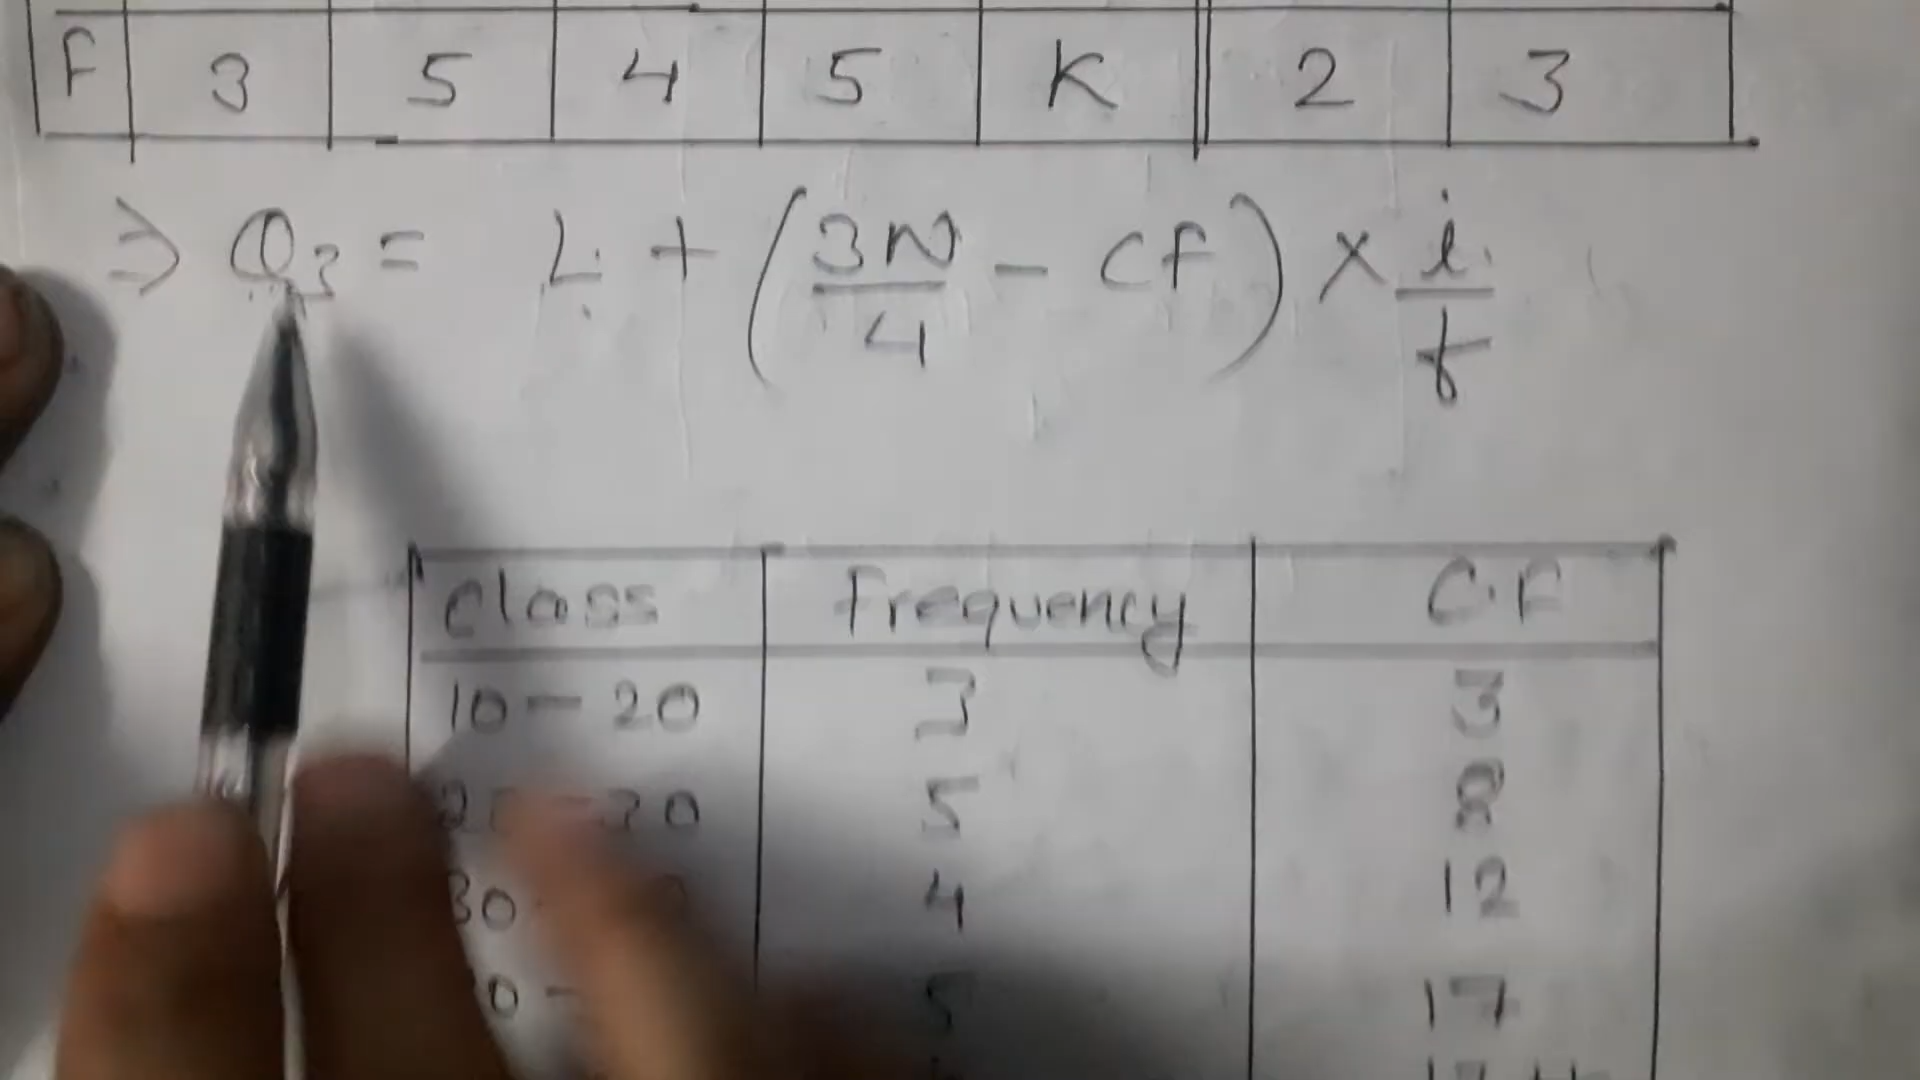 F 3 5 4 5 K 2 3
⇒ Q₃ = L + (3N/4 - CF) × i/f
Class Frequency C.F
10-20 3 3
5 8
30 4 12
5 17